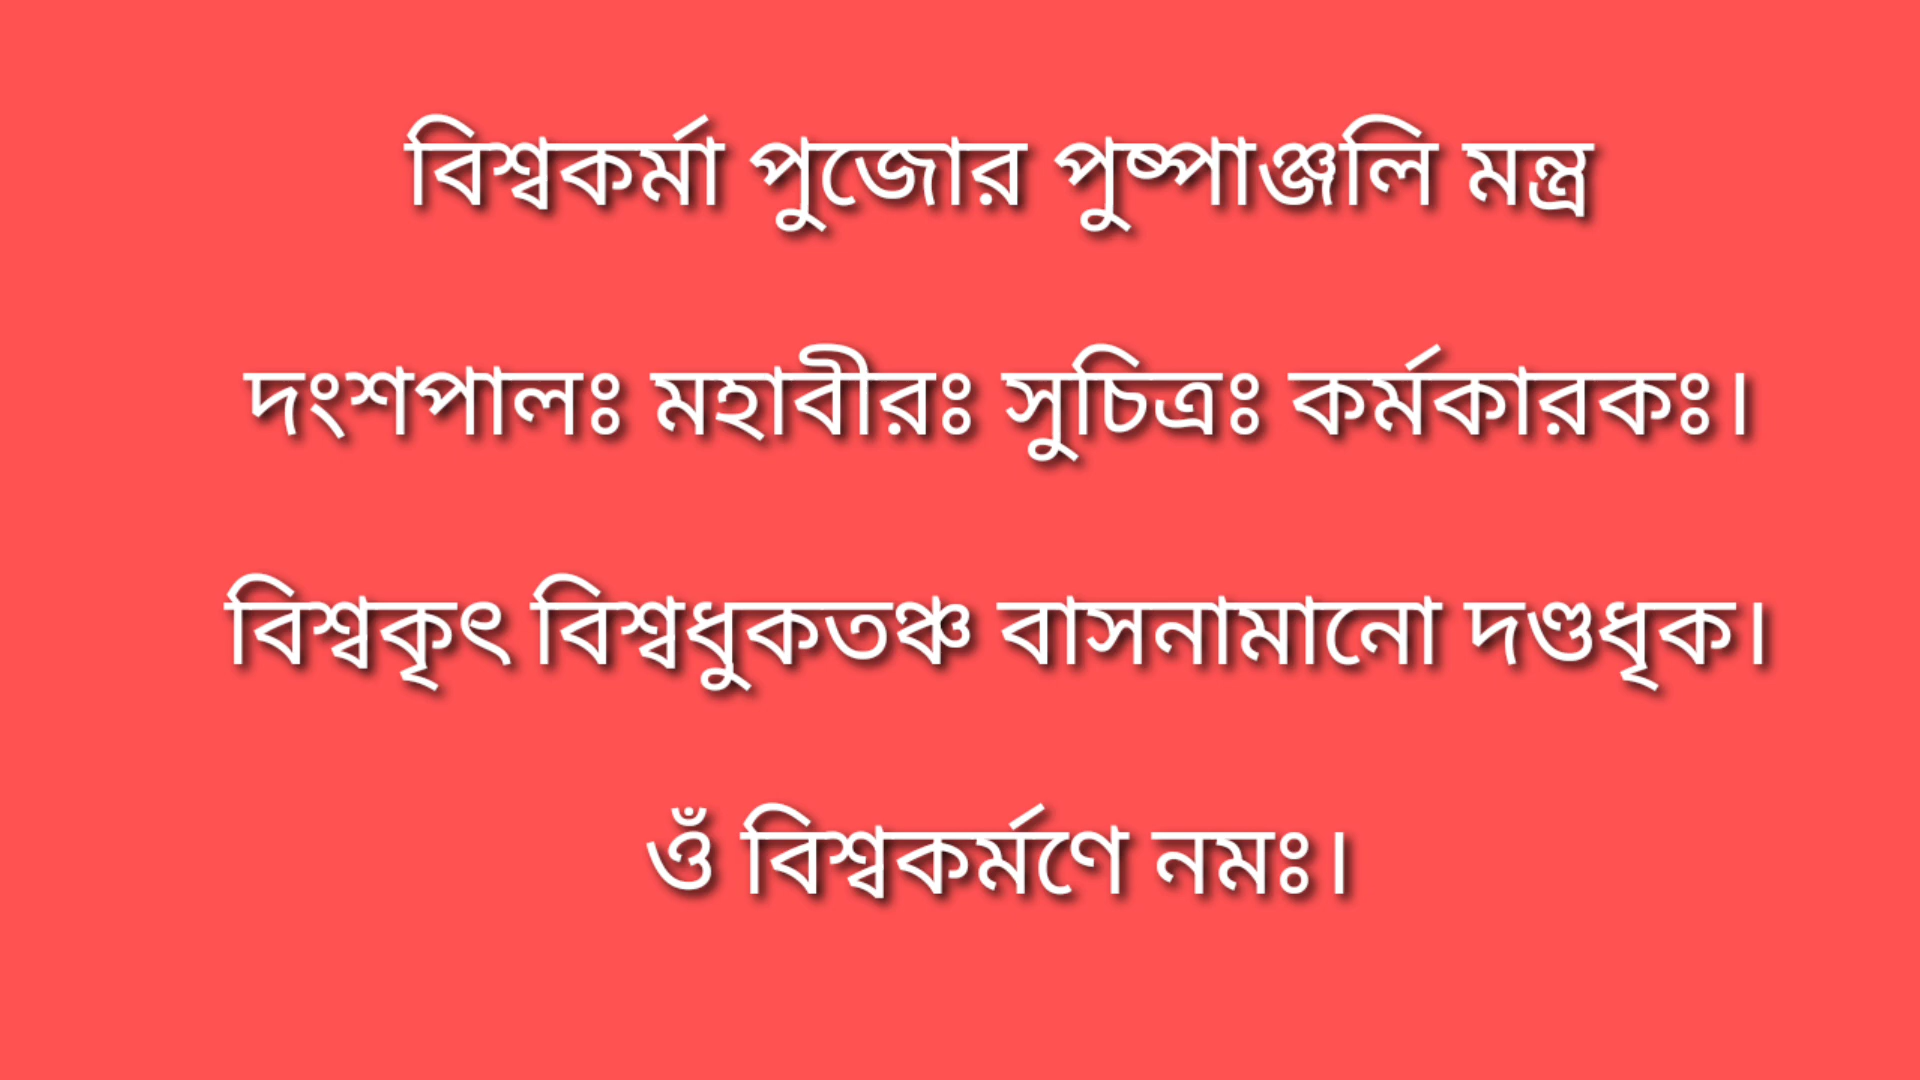 বিশ্বকর্মা পুজোর পুষ্পাঞ্জলি মন্ত্র
দংশপালঃ মহাবীরঃ সুচিত্রঃ কর্মকারকঃ।
বিশ্বকৃৎ বিশ্বধুকতঞ্চ বাসনামানো দণ্ডধৃক।
ওঁ বিশ্বকর্মণে নমঃ।